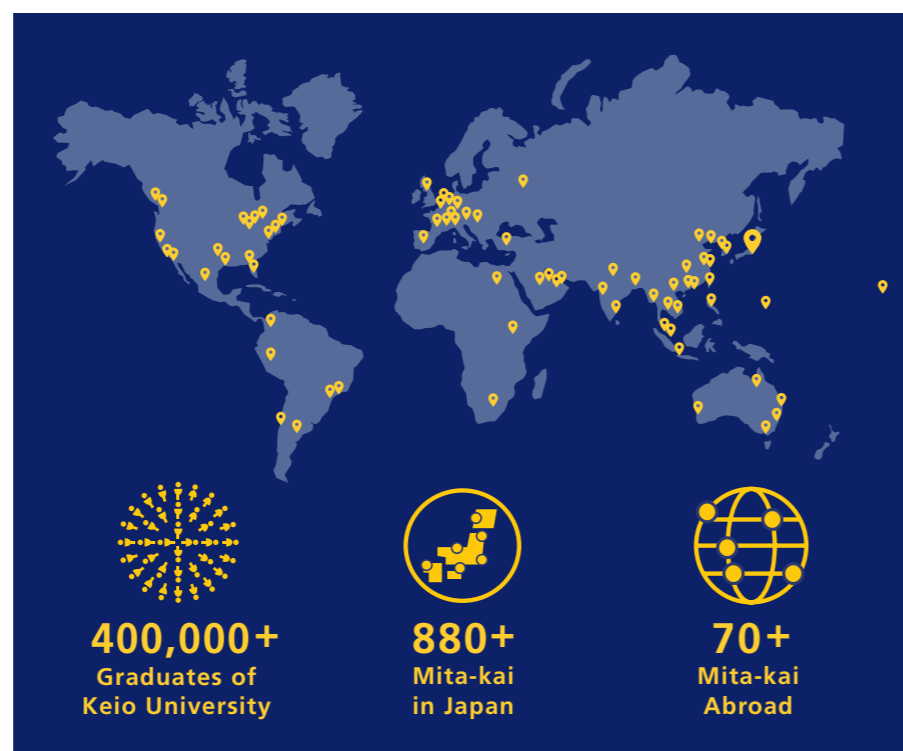 400,000+
Graduates of
Keio University
880+
Mita-kai
in Japan
70+
Mita-kai
Abroad